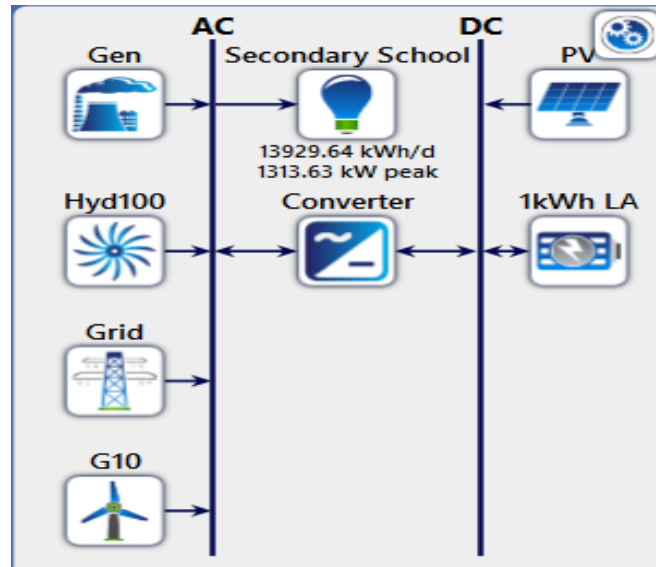 AC
DC
Gen
Secondary School
PV
13929.64 kWh/d
1313.63 kW peak
Hyd100
Converter
1kWh LA
Grid
G10